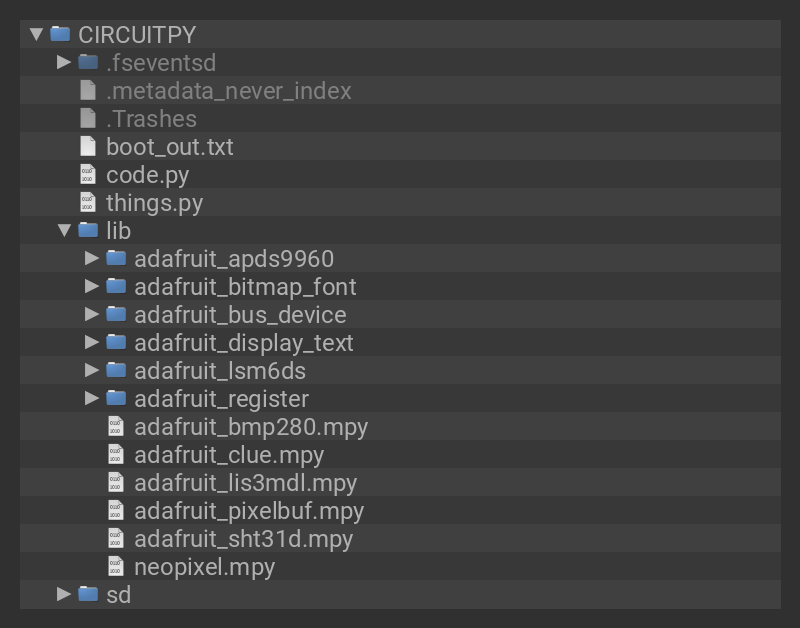 CIRCUITPY
.fseventsd
.metadata_never_index
.Trashes
boot_out.txt
code.py
things.py
lib
adafruit_apds9960
adafruit_bitmap_font
adafruit_bus_device
adafruit_display_text
adafruit_lsm6ds
adafruit_register
adafruit_bmp280.mpy
adafruit_clue.mpy
adafruit_lis3mdl.mpy
adafruit_pixelbuf.mpy
adafruit_sht31d.mpy
neopixel.mpy
sd